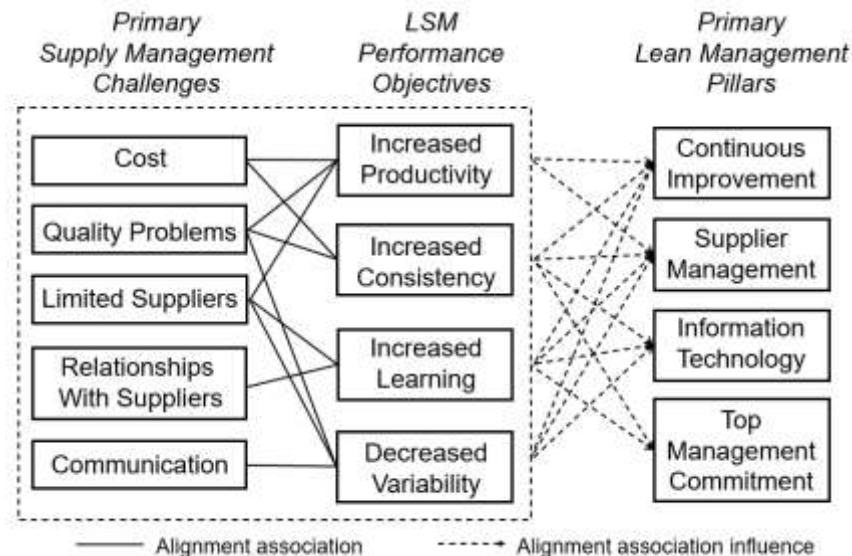 Primary
Supply Management
Challenges
LSM
Performance
Objectives
Primary
Lean Management
Pillars
Cost
Quality Problems
Limited Suppliers
Relationships
With Suppliers
Communication
Increased
Productivity
Increased
Consistency
Increased
Learning
Decreased
Variability
Continuous
Improvement
Supplier
Management
Information
Technology
Top
Management
Commitment
Alignment association
Alignment association influence